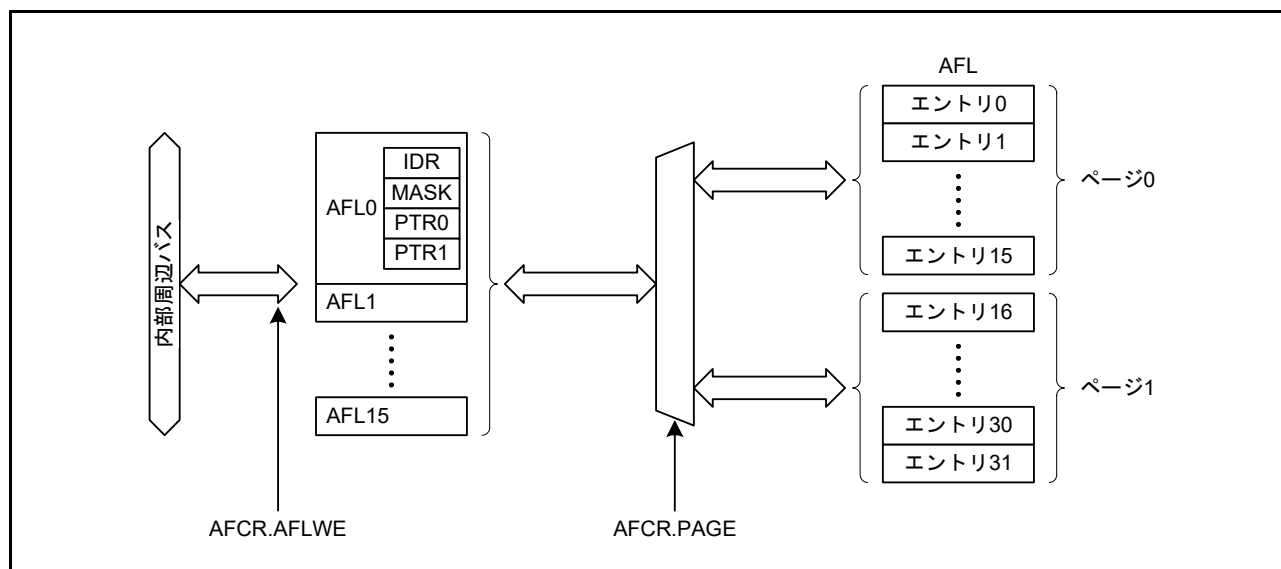 内部周辺バス
AFL0
IDR
MASK
PTR0
PTR1
AFL1
AFL15
AFCR.AFLWE
AFCR.PAGE
AFL
エントリ0
エントリ1
エントリ15
ページ0
エントリ16
エントリ30
エントリ31
ページ1